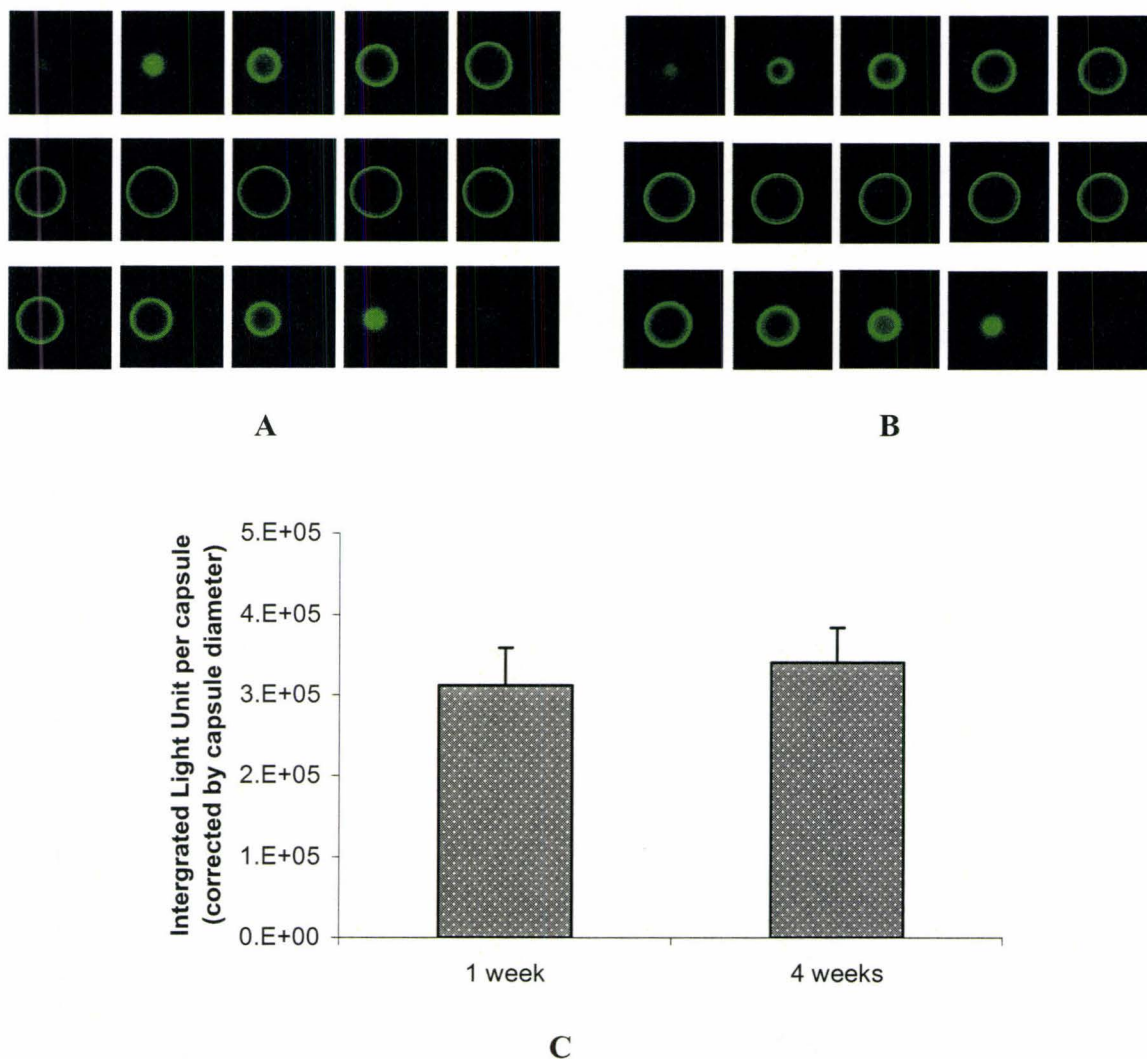 A
B
Intergrated Light Unit per capsule
(corrected by capsule diameter)
5.E+05
4.E+05
3.E+05
2.E+05
1.E+05
0.E+00
1 week
4 weeks
C